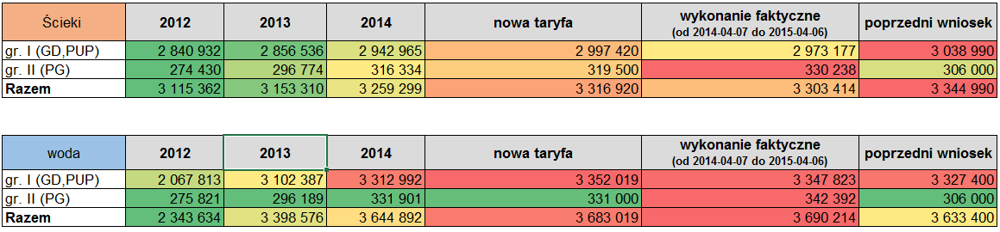 Ścieki 2012 2013 2014 nowa taryfa wykonanie faktyczne (od 2014-04-07 do 2015-04-06) poprzedni wniosek
gr. I (GD,PUP) 2 840 932 2 856 536 2 942 965 2 997 420 2 973 177 3 038 990
gr. II (PG) 274 430 296 774 316 334 319 500 330 238 306 000
Razem 3 115 362 3 153 310 3 259 299 3 316 920 3 303 414 3 344 990
woda 2012 2013 2014 nowa taryfa wykonanie faktyczne (od 2014-04-07 do 2015-04-06) poprzedni wniosek
gr. I (GD,PUP) 2 067 813 3 102 387 3 312 992 3 352 019 3 347 823 3 327 400
gr. II (PG) 275 821 296 189 331 901 331 000 342 392 306 000
Razem 2 343 634 3 398 576 3 644 892 3 683 019 3 690 214 3 633 400